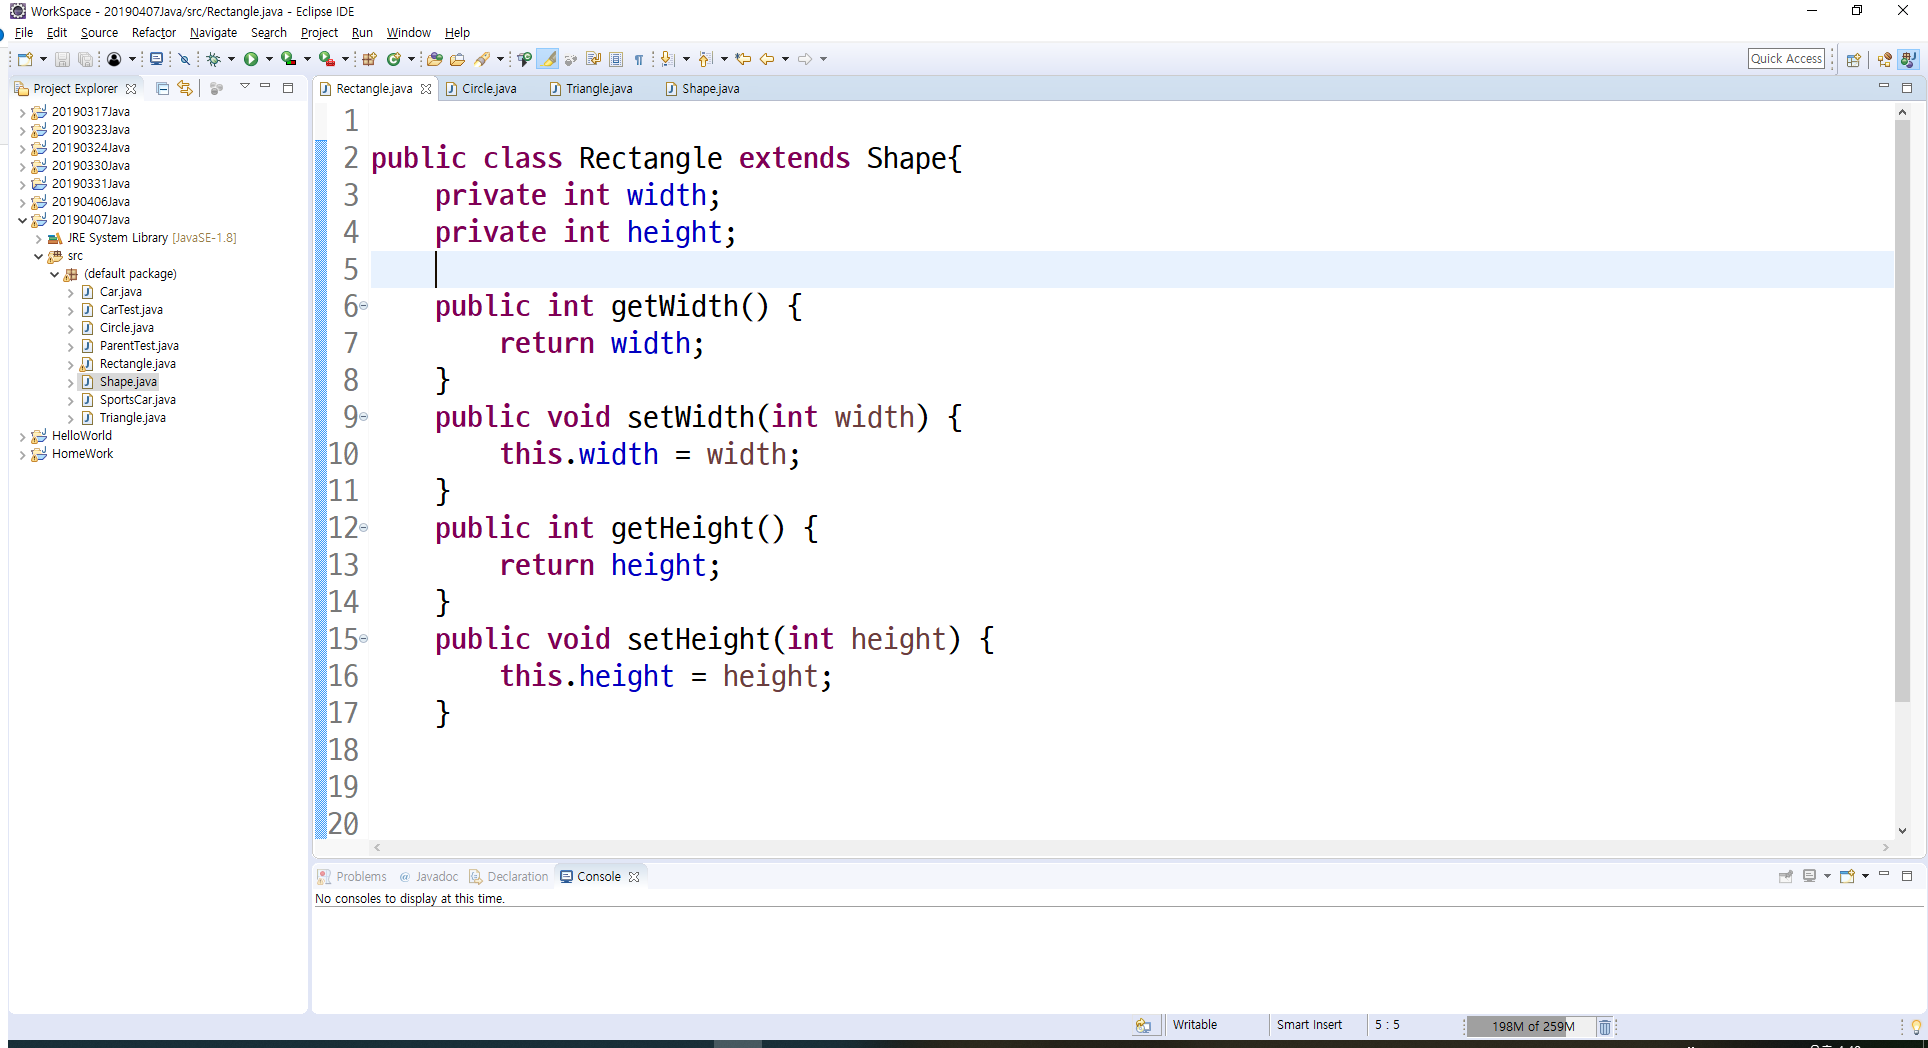 WorkSpace - 20190407Java/src/Rectangle.java - Eclipse IDE
File Edit Source Refactor Navigate Search Project Run Window Help
Quick Access
Project Explorer
Rectangle.java Circle.java Triangle.java Shape.java
20190317Java
20190323Java
20190324Java
20190330Java
20190331Java
20190406Java
20190407Java
JRE System Library [JavaSE-1.8]
src
(default package)
Car.java
CarTest.java
Circle.java
ParentTest.java
Rectangle.java
Shape.java
SportsCar.java
Triangle.java
HelloWorld
HomeWork
1
2 public class Rectangle extends Shape{
3 private int width;
4 private int height;
5
6 public int getWidth() {
7 return width;
8 }
9 public void setWidth(int width) {
10 this.width = width;
11 }
12 public int getHeight() {
13 return height;
14 }
15 public void setHeight(int height) {
16 this.height = height;
17 }
18
19
20
Problems @ Javadoc Declaration Console
No consoles to display at this time.
Writable Smart Insert 5 : 5 198M of 259M